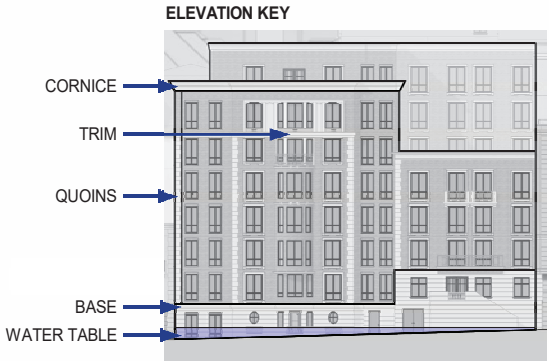 ELEVATION KEY
CORNICE
TRIM
QUOINS
BASE
WATER TABLE